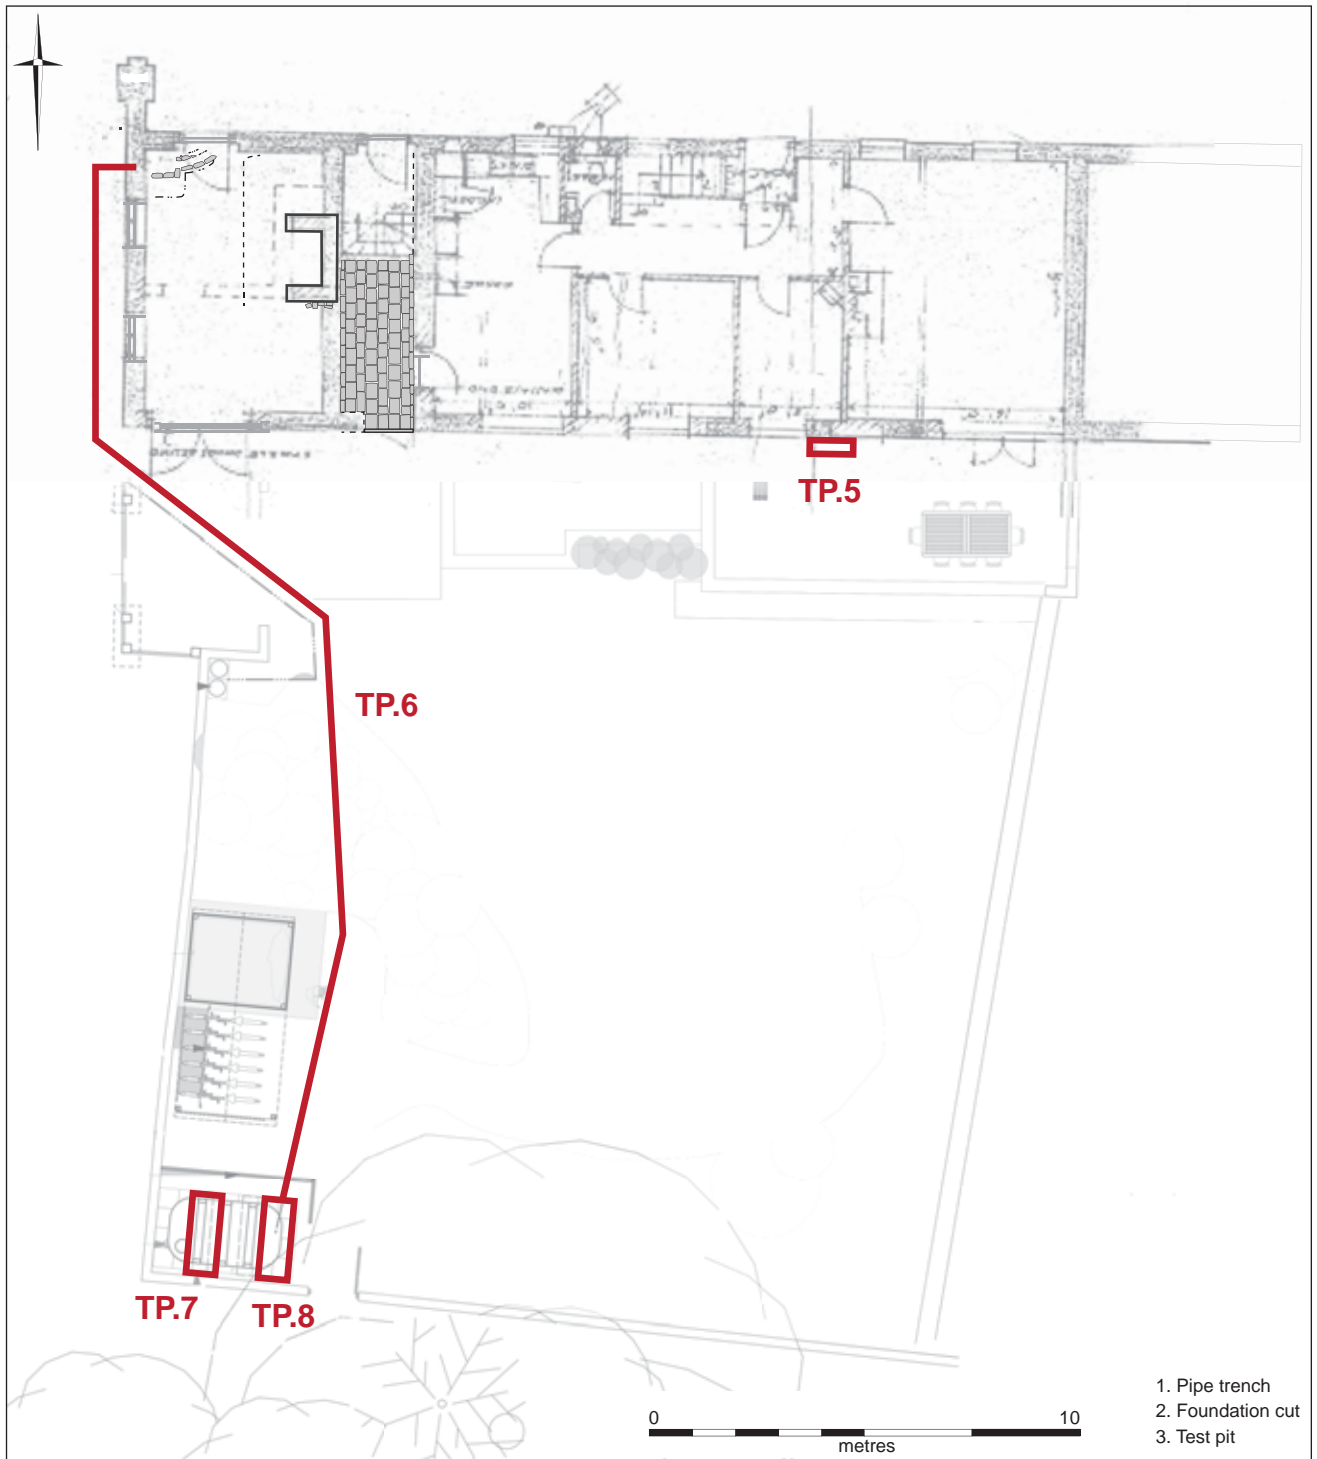 TP.5
TP.6
TP.7
TP.8
0 10
metres
1. Pipe trench
2. Foundation cut
3. Test pit